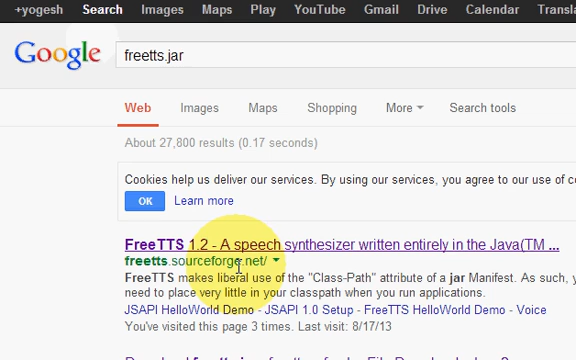 +yogesh Search Images Maps Play YouTube Gmail Drive Calendar Transla
Google freetts.jar
Web Images Maps Shopping More Search tools
About 27,800 results (0.17 seconds)
Cookies help us deliver our services. By using our services, you agree to our use of c
OK Learn more
FreeTTS 1.2 - A speech synthesizer written entirely in the Java(TM ...
freetts.sourceforge.net/
FreeTTS makes liberal use of the "Class-Path" attribute of a jar Manifest. As such, y
need to place very little in your classpath when you run applications.
JSAPI HelloWorld Demo - JSAPI 1.0 Setup - FreeTTS HelloWorld Demo - Voice
You've visited this page 3 times. Last visit: 8/17/13